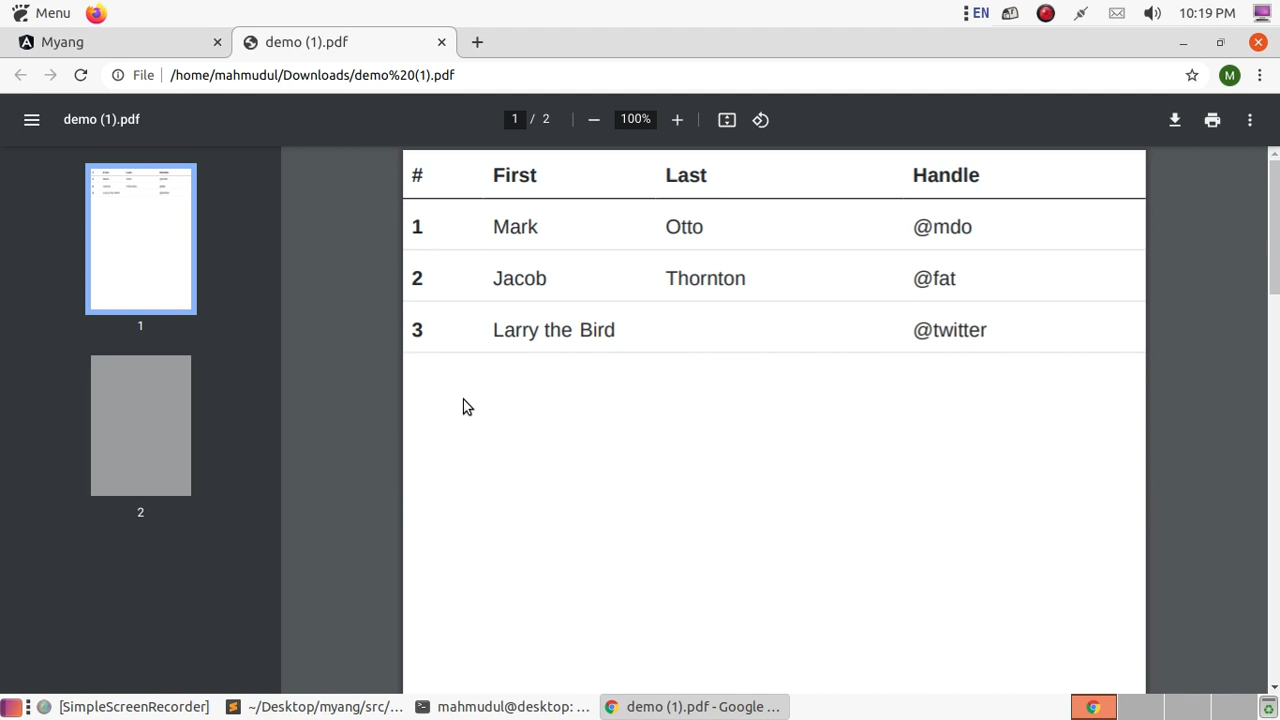 Menu
EN
10:19 PM
Myang
demo (1).pdf
File
/home/mahmudul/Downloads/demo%20(1).pdf
M
demo (1).pdf
1 / 2
100%
# First Last Handle
1 Mark Otto @mdo
2 Jacob Thornton @fat
3 Larry the Bird @twitter
1
2
[SimpleScreenRecorder]
~/Desktop/myang/src/...
mahmudul@desktop: ...
demo (1).pdf - Google ...